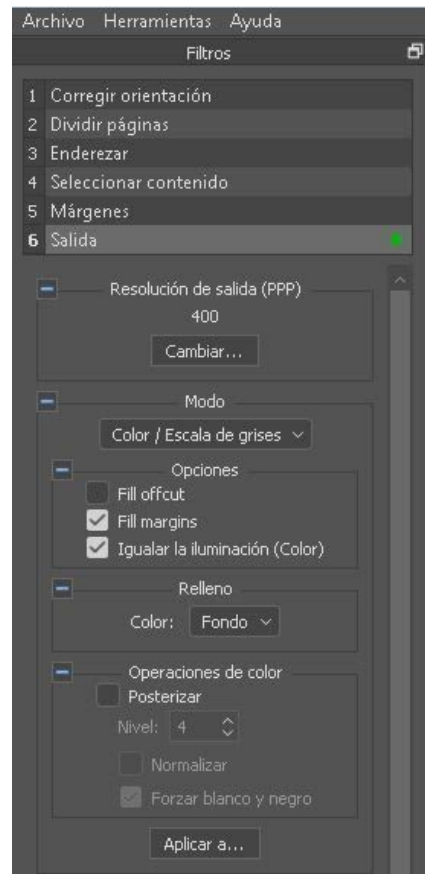 Archivo Herramientas Ayuda
Filtros
1 Corregir orientación
2 Dividir páginas
3 Enderezar
4 Seleccionar contenido
5 Márgenes
6 Salida
Resolución de salida (PPP)
400
Cambiar...
Modo
Color / Escala de grises
Opciones
Fill offcut
Fill margins
Igualar la iluminación (Color)
Relleno
Color: Fondo
Operaciones de color
Posterizar
Nivel: 4
Normalizar
Forzar blanco y negro
Aplicar a...